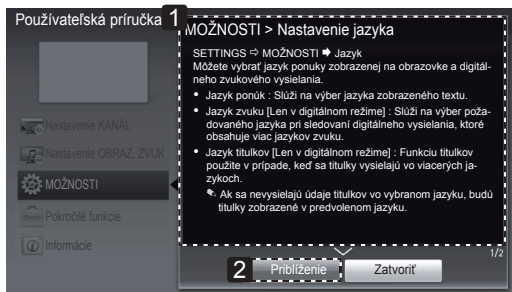 Používateľská príručka
1
MOŽNOSTI > Nastavenie jazyka
SETTINGS ⇨ MOŽNOSTI ➡ Jazyk
Môžete vybrať jazyk ponuky zobrazenej na obrazovke a digitál-
neho zvukového vysielania.
• Jazyk ponúk : Slúži na výber jazyka zobrazeného textu.
• Jazyk zvuku [Len v digitálnom režime] : Slúži na výber poža-
dovaného jazyka pri sledovaní digitálneho vysielania, ktoré
obsahuje viac jazykov zvuku.
• Jazyk titulkov [Len v digitálnom režime] : Funkciu titulkov
použite v prípade, keď sa titulky vysielajú vo viacerých ja-
zykoch.
✎ Ak sa nevysielajú údaje titulkov vo vybranom jazyku, budú
titulky zobrazené v predvolenom jazyku.
Nastavenie KANÁL
Nastavenie OBRAZ, ZVUK
MOŽNOSTI
Pokročilé funkcie
Informácie
1/2
2
Priblíženie
Zatvoriť